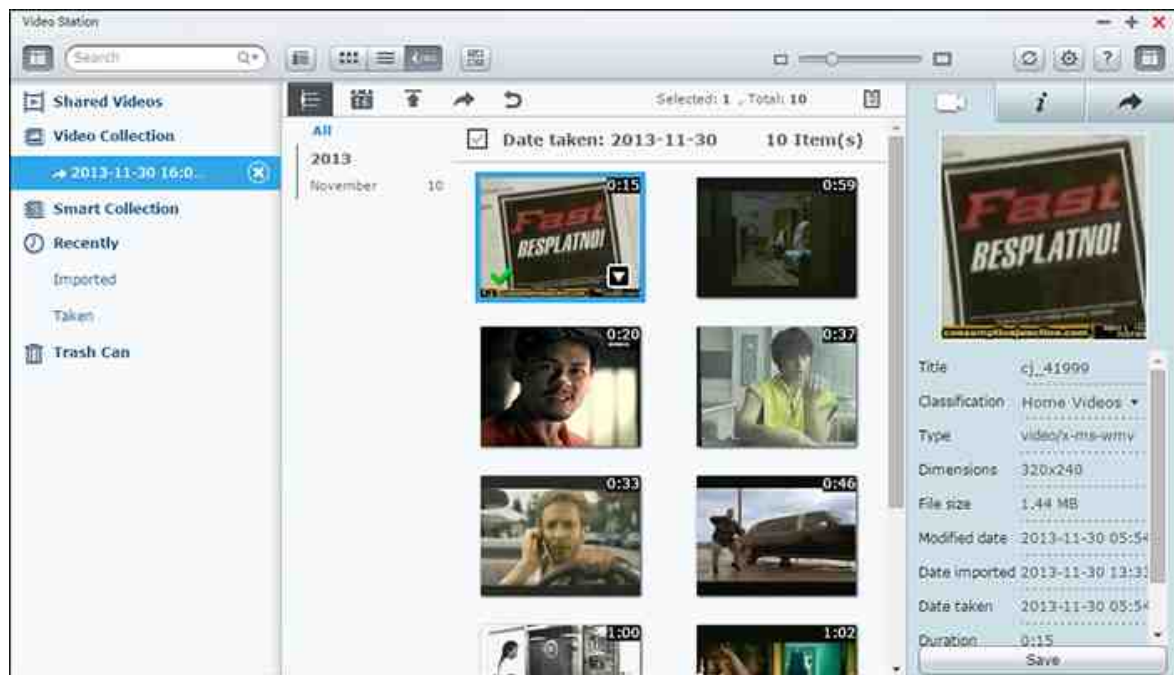 Video Station
Search
Shared Videos
Video Collection
2013-11-30 16:0...
Smart Collection
Recently
Imported
Taken
Trash Can
Selected: 1 , Total: 10
All
2013
November 10
Date taken: 2013-11-30 10 Item(s)
0:15
Fast
BESPLATNO!
0:59
0:20
0:37
0:33
0:46
1:00
1:02
Fast
BESPLATNO!
consumptionjunction.com
Title cj_41999
Classification Home Videos
Type video/x-ms-wmv
Dimensions 320x240
File size 1.44 MB
Modified date 2013-11-30 05:54
Date imported 2013-11-30 13:31
Date taken 2013-11-30 05:54
Duration 0:15
Save